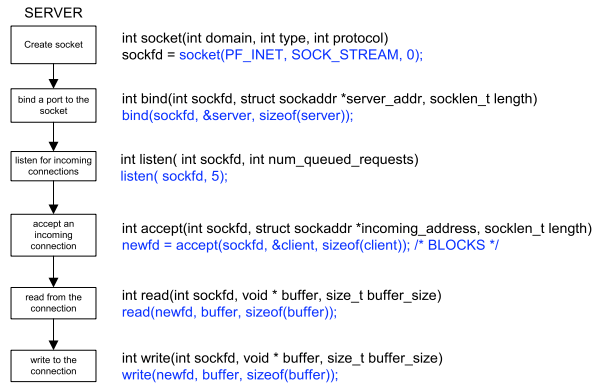 SERVER
Create socket
int socket(int domain, int type, int protocol)
sockfd = socket(PF_INET, SOCK_STREAM, 0);
bind a port to the
socket
int bind(int sockfd, struct sockaddr *server_addr, socklen_t length)
bind(sockfd, &server, sizeof(server));
listen for incoming
connections
int listen( int sockfd, int num_queued_requests)
listen( sockfd, 5);
accept an
incoming
connection
int accept(int sockfd, struct sockaddr *incoming_address, socklen_t length)
newfd = accept(sockfd, &client, sizeof(client)); /* BLOCKS */
read from the
connection
int read(int sockfd, void * buffer, size_t buffer_size)
read(newfd, buffer, sizeof(buffer));
write to the
connection
int write(int sockfd, void * buffer, size_t buffer_size)
write(newfd, buffer, sizeof(buffer));